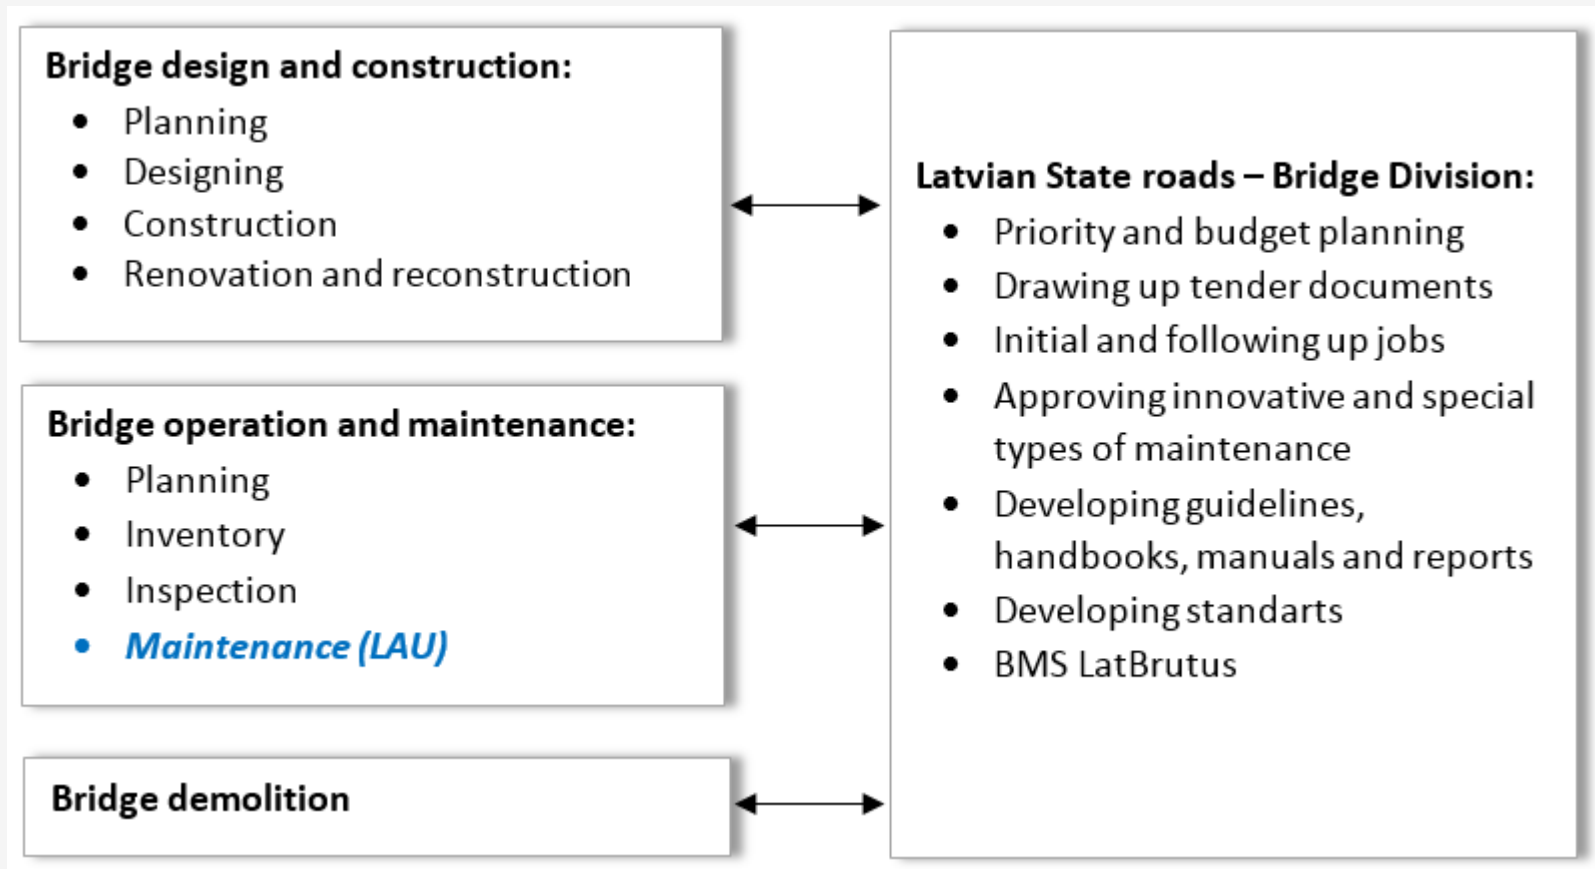 Bridge design and construction:
• Planning
• Designing
• Construction
• Renovation and reconstruction
Bridge operation and maintenance:
• Planning
• Inventory
• Inspection
• Maintenance (LAU)
Bridge demolition
Latvian State roads – Bridge Division:
• Priority and budget planning
• Drawing up tender documents
• Initial and following up jobs
• Approving innovative and special
types of maintenance
• Developing guidelines,
handbooks, manuals and reports
• Developing standarts
• BMS LatBrutus